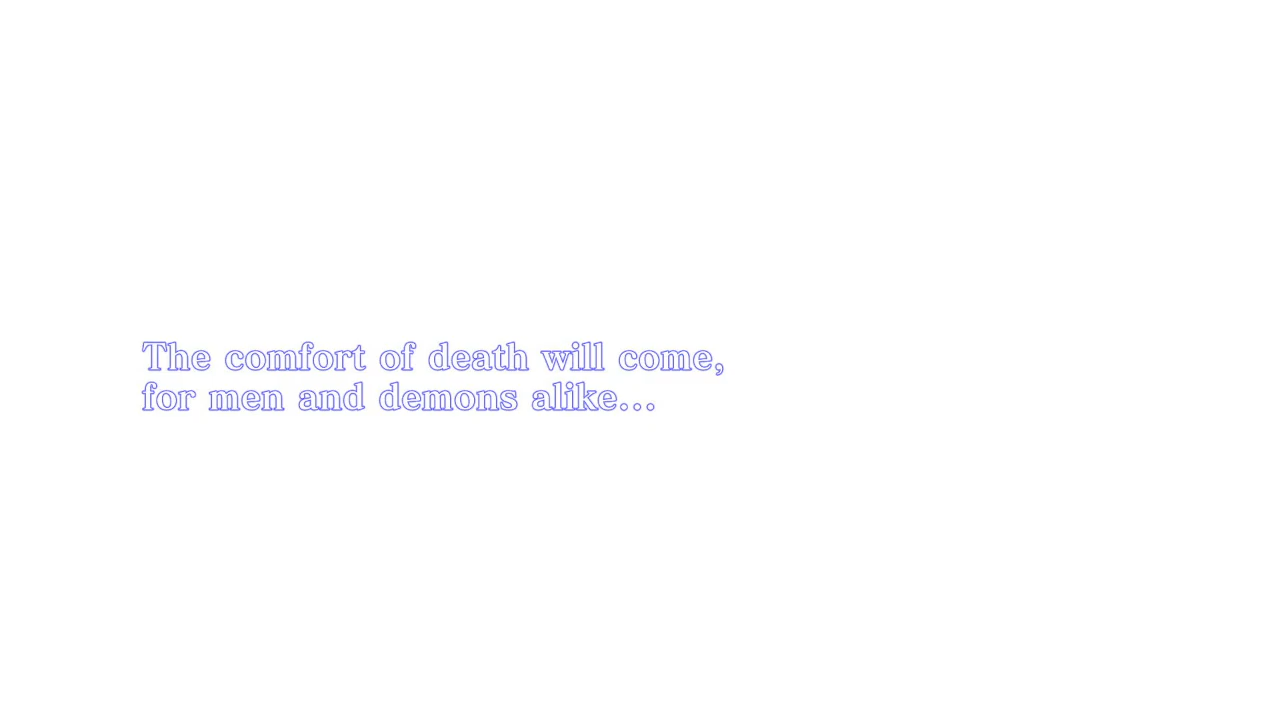 The comfort of death will come,
for men and demons alike...